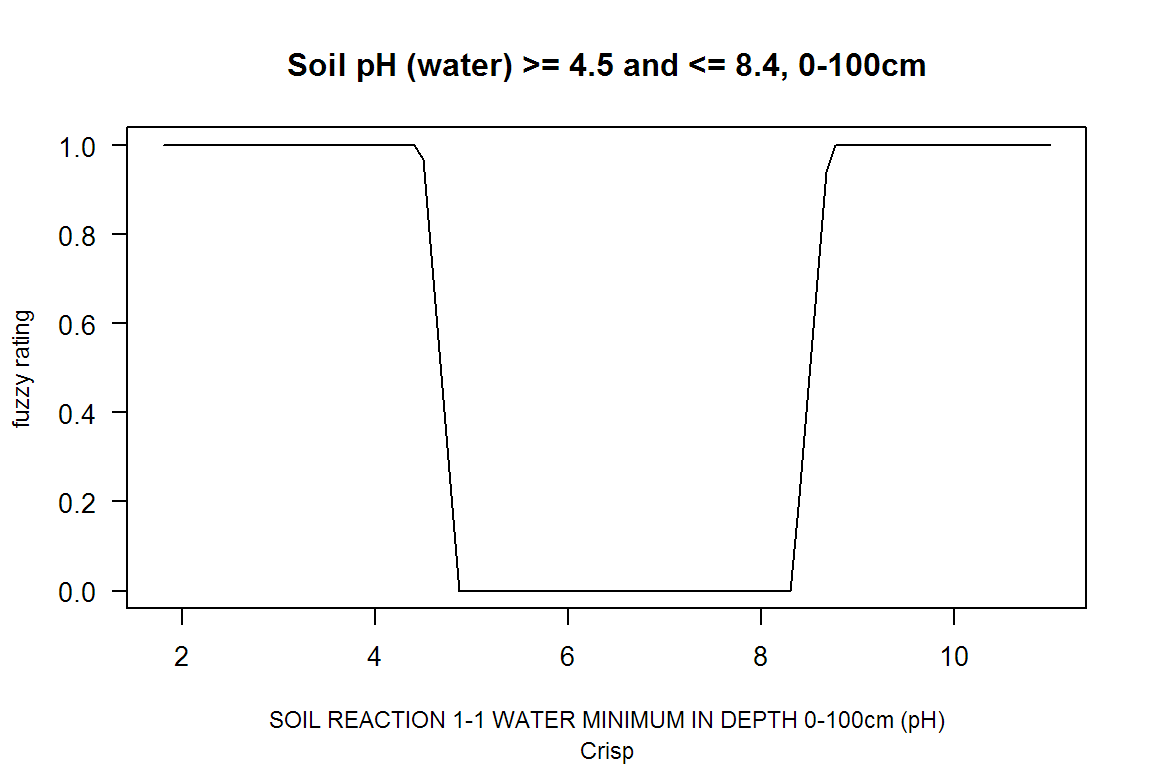 Soil pH (water) >= 4.5 and <= 8.4, 0-100cm
fuzzy rating
1.0
0.8
0.6
0.4
0.2
0.0
2 4 6 8 10
SOIL REACTION 1-1 WATER MINIMUM IN DEPTH 0-100cm (pH)
Crisp